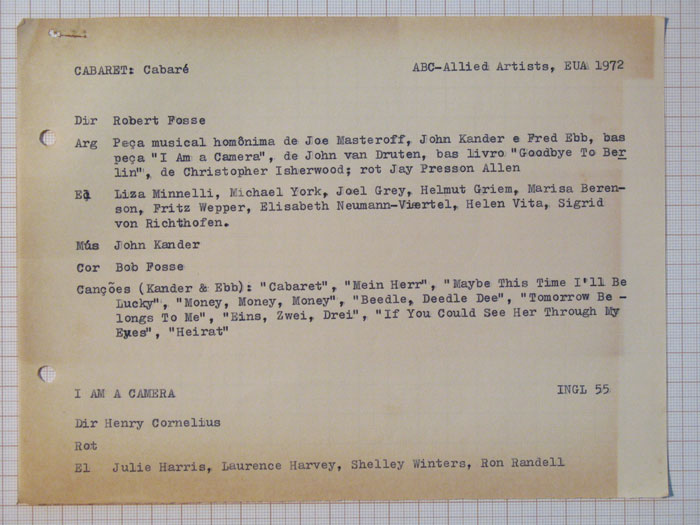 CABARET: Cabaré ABC-Allied Artists, EUA 1972
Dir Robert Fosse
Arg Peça musical homônima de Joe Masteroff, John Kander e Fred Ebb, bas
peça "I Am a Camera", de John van Druten, bas livro "Goodbye To Ber
lin", de Christopher Isherwood; rot Jay Presson Allen
El Liza Minnelli, Michael York, Joel Grey, Helmut Griem, Marisa Beren-
son, Fritz Wepper, Elisabeth Neumann-Viertel, Helen Vita, Sigrid
von Richthofen.
Mús John Kander
Cor Bob Fosse
Canções (Kander & Ebb): "Cabaret", "Mein Herr", "Maybe This Time I'll Be
Lucky", "Money, Money, Money", "Beedle, Deedle Dee", "Tomorrow Be-
longs To Me", "Eins, Zwei, Drei", "If You Could See Her Through My
Eyes", "Heirat"
I AM A CAMERA INGL 55
Dir Henry Cornelius
Rot
El Julie Harris, Laurence Harvey, Shelley Winters, Ron Randell